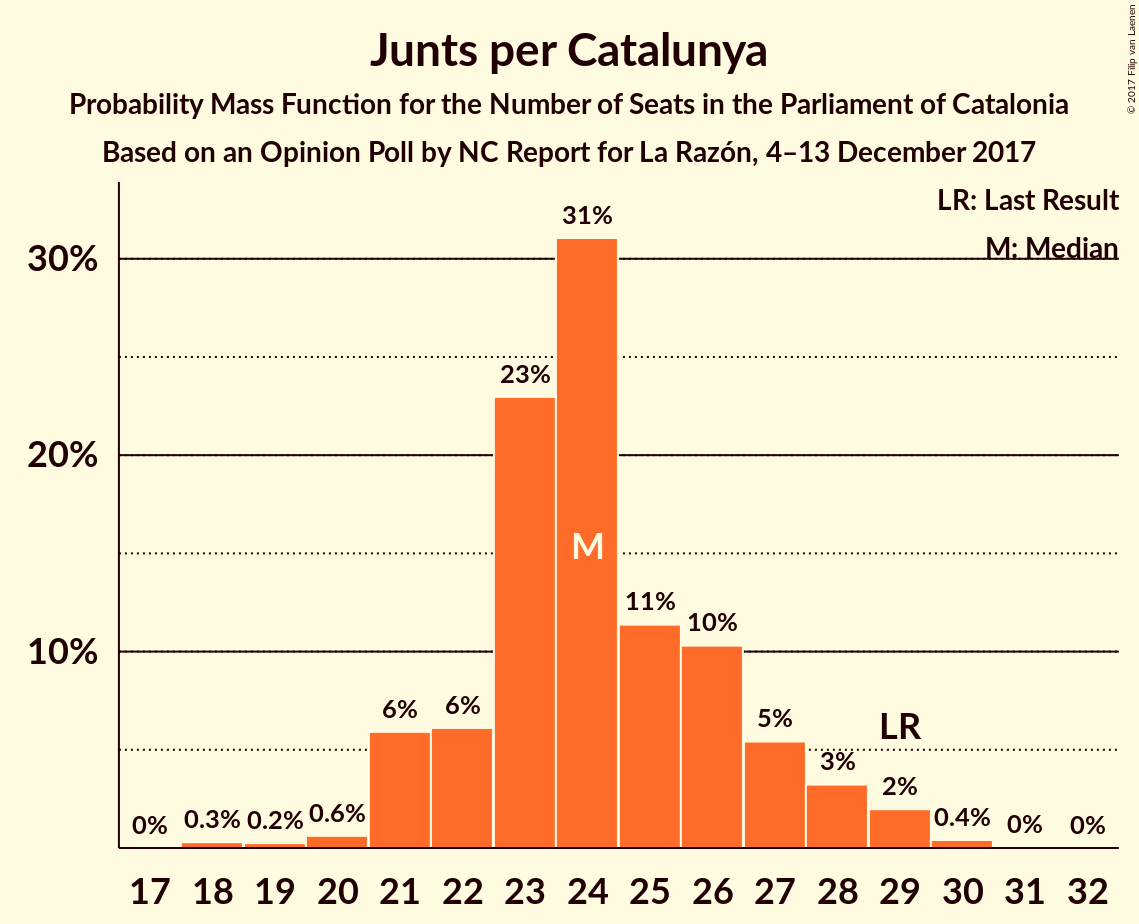 Junts per Catalunya
Probability Mass Function for the Number of Seats in the Parliament of Catalonia
Based on an Opinion Poll by NC Report for La Razón, 4–13 December 2017
© 2017 Filip van Laenen
LR: Last Result
M: Median
30%
20%
10%
0%
0.3%
0.2%
0.6%
6%
6%
23%
31%
M
11%
10%
5%
3%
LR
2%
0.4%
0%
0%
17 18 19 20 21 22 23 24 25 26 27 28 29 30 31 32